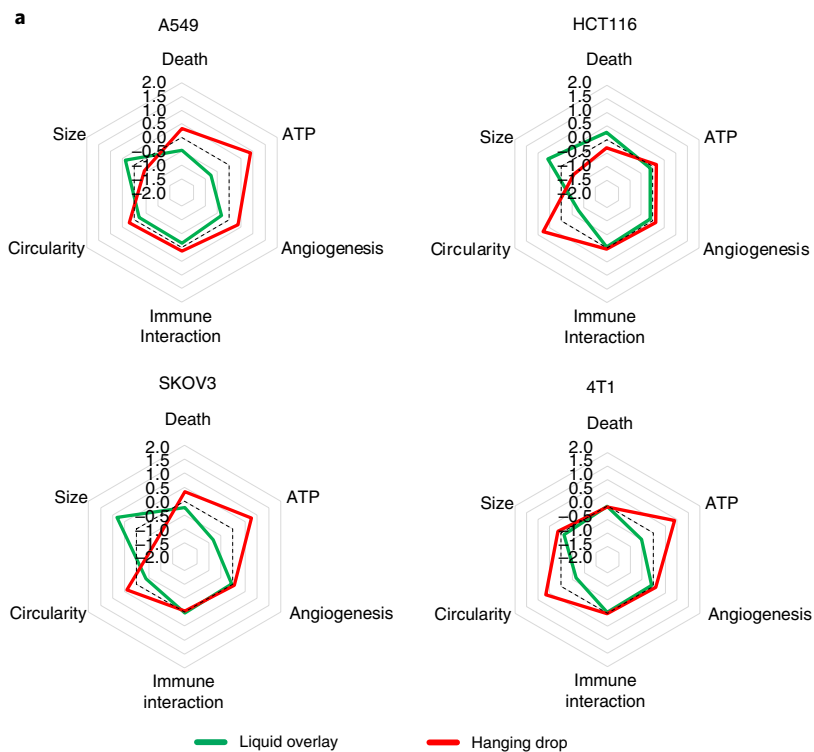 a
A549
Death
2.0
1.5
1.0
0.5
0.0
–0.5
–1.0
–1.5
–2.0
Size
ATP
Circularity
Angiogenesis
Immune
Interaction
HCT116
Death
2.0
1.5
1.0
0.5
0.0
–0.5
–1.0
–1.5
–2.0
Size
ATP
Circularity
Angiogenesis
Immune
Interaction
SKOV3
Death
2.0
1.5
1.0
0.5
0.0
–0.5
–1.0
–1.5
–2.0
Size
ATP
Circularity
Angiogenesis
Immune
interaction
4T1
Death
2.0
1.5
1.0
0.5
0.0
–0.5
–1.0
–1.5
–2.0
Size
ATP
Circularity
Angiogenesis
Immune
interaction
Liquid overlay
Hanging drop